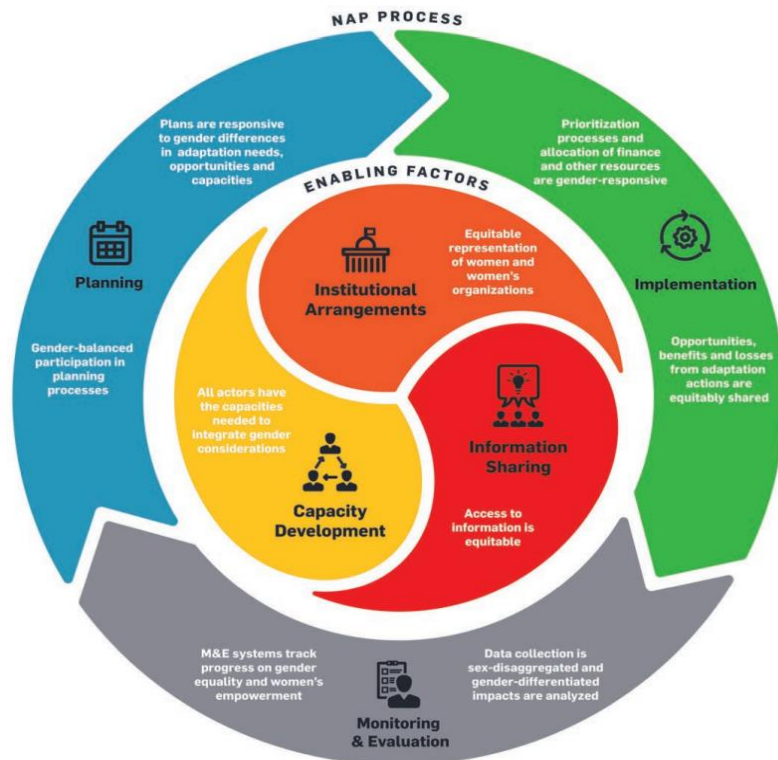 NAP PROCESS
Plans are responsive
to gender differences
in adaptation needs,
opportunities and
capacities
Planning
Gender-balanced
participation in
planning
processes
Prioritization
processes and
allocation of finance
and other resources
are gender-responsive
Implementation
Opportunities,
benefits and losses
from adaptation
actions are
equitably shared
ENABLING FACTORS
Institutional
Arrangements
Equitable
representation
of women and
women's
organizations
All actors have
the capacities
needed to
integrate gender
considerations
Capacity
Development
Information
Sharing
Access to
information is
equitable
M&E systems track
progress on gender
equality and women's
empowerment
Monitoring
& Evaluation
Data collection is
sex-disaggregated and
gender-differentiated
impacts are analyzed